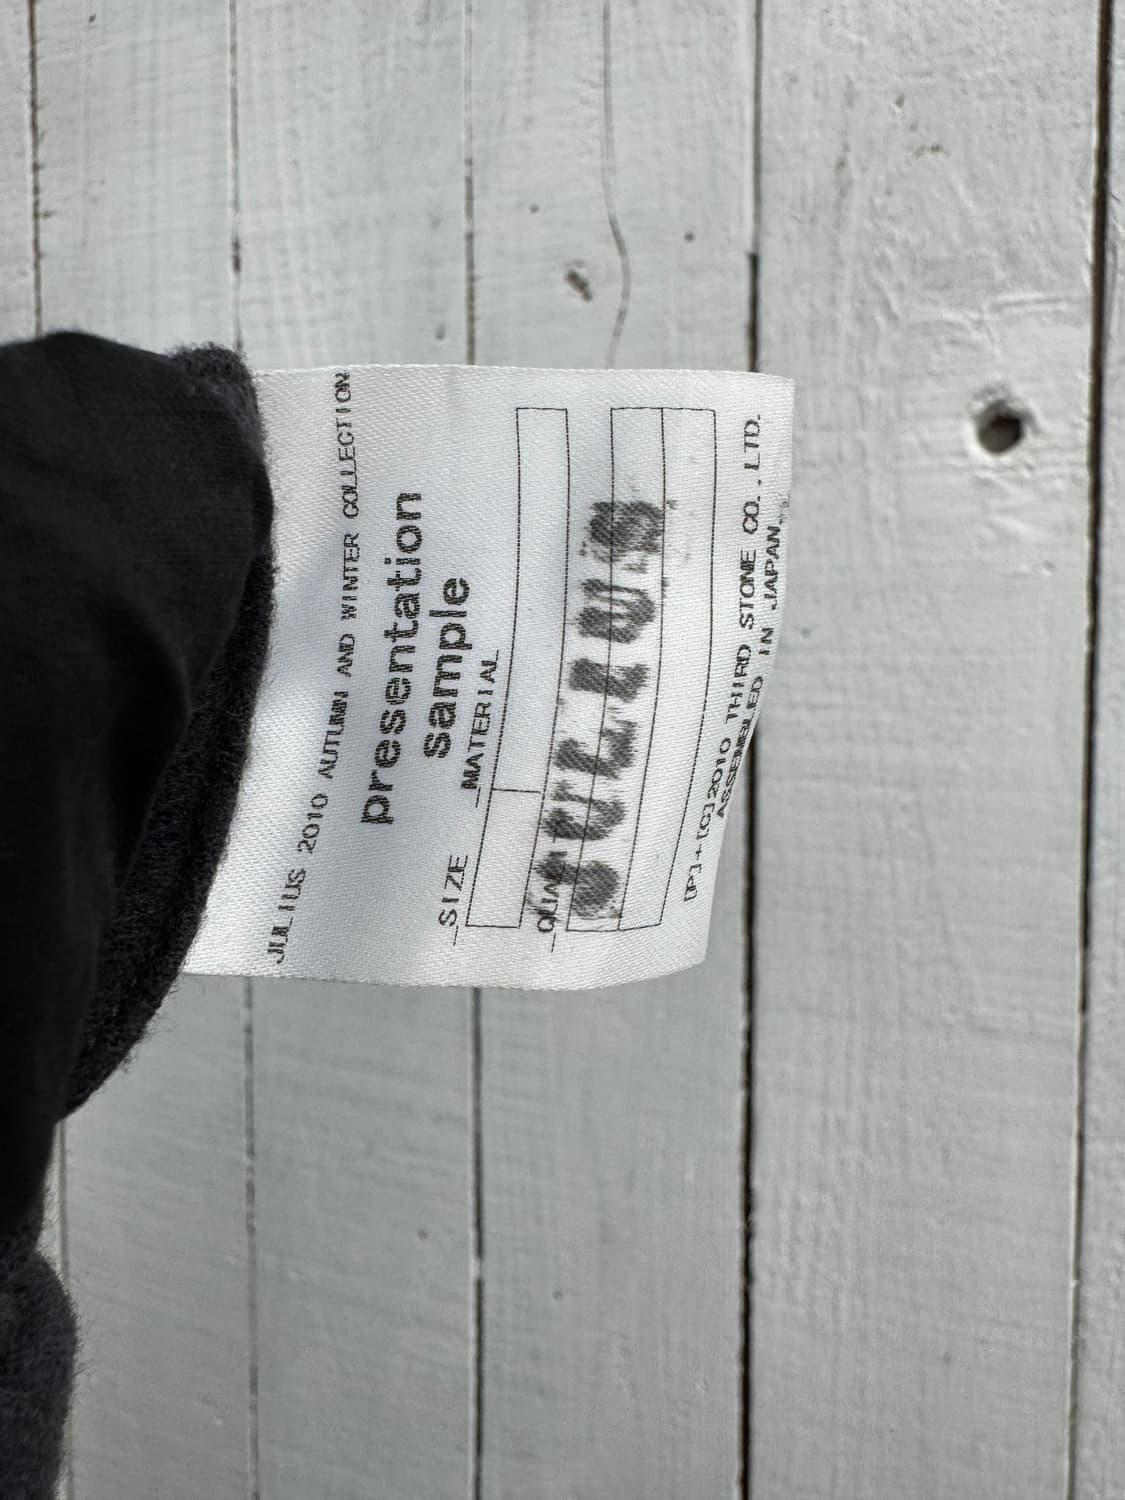 JULIUS 2010 AUTUMN AND WINTER COLLECTION
presentation
sample
_SIZE _MATERIAL
JULIUS
[P]+[C]2010 THIRD STONE CO.,LTD.
ASSEMBLED IN JAPAN